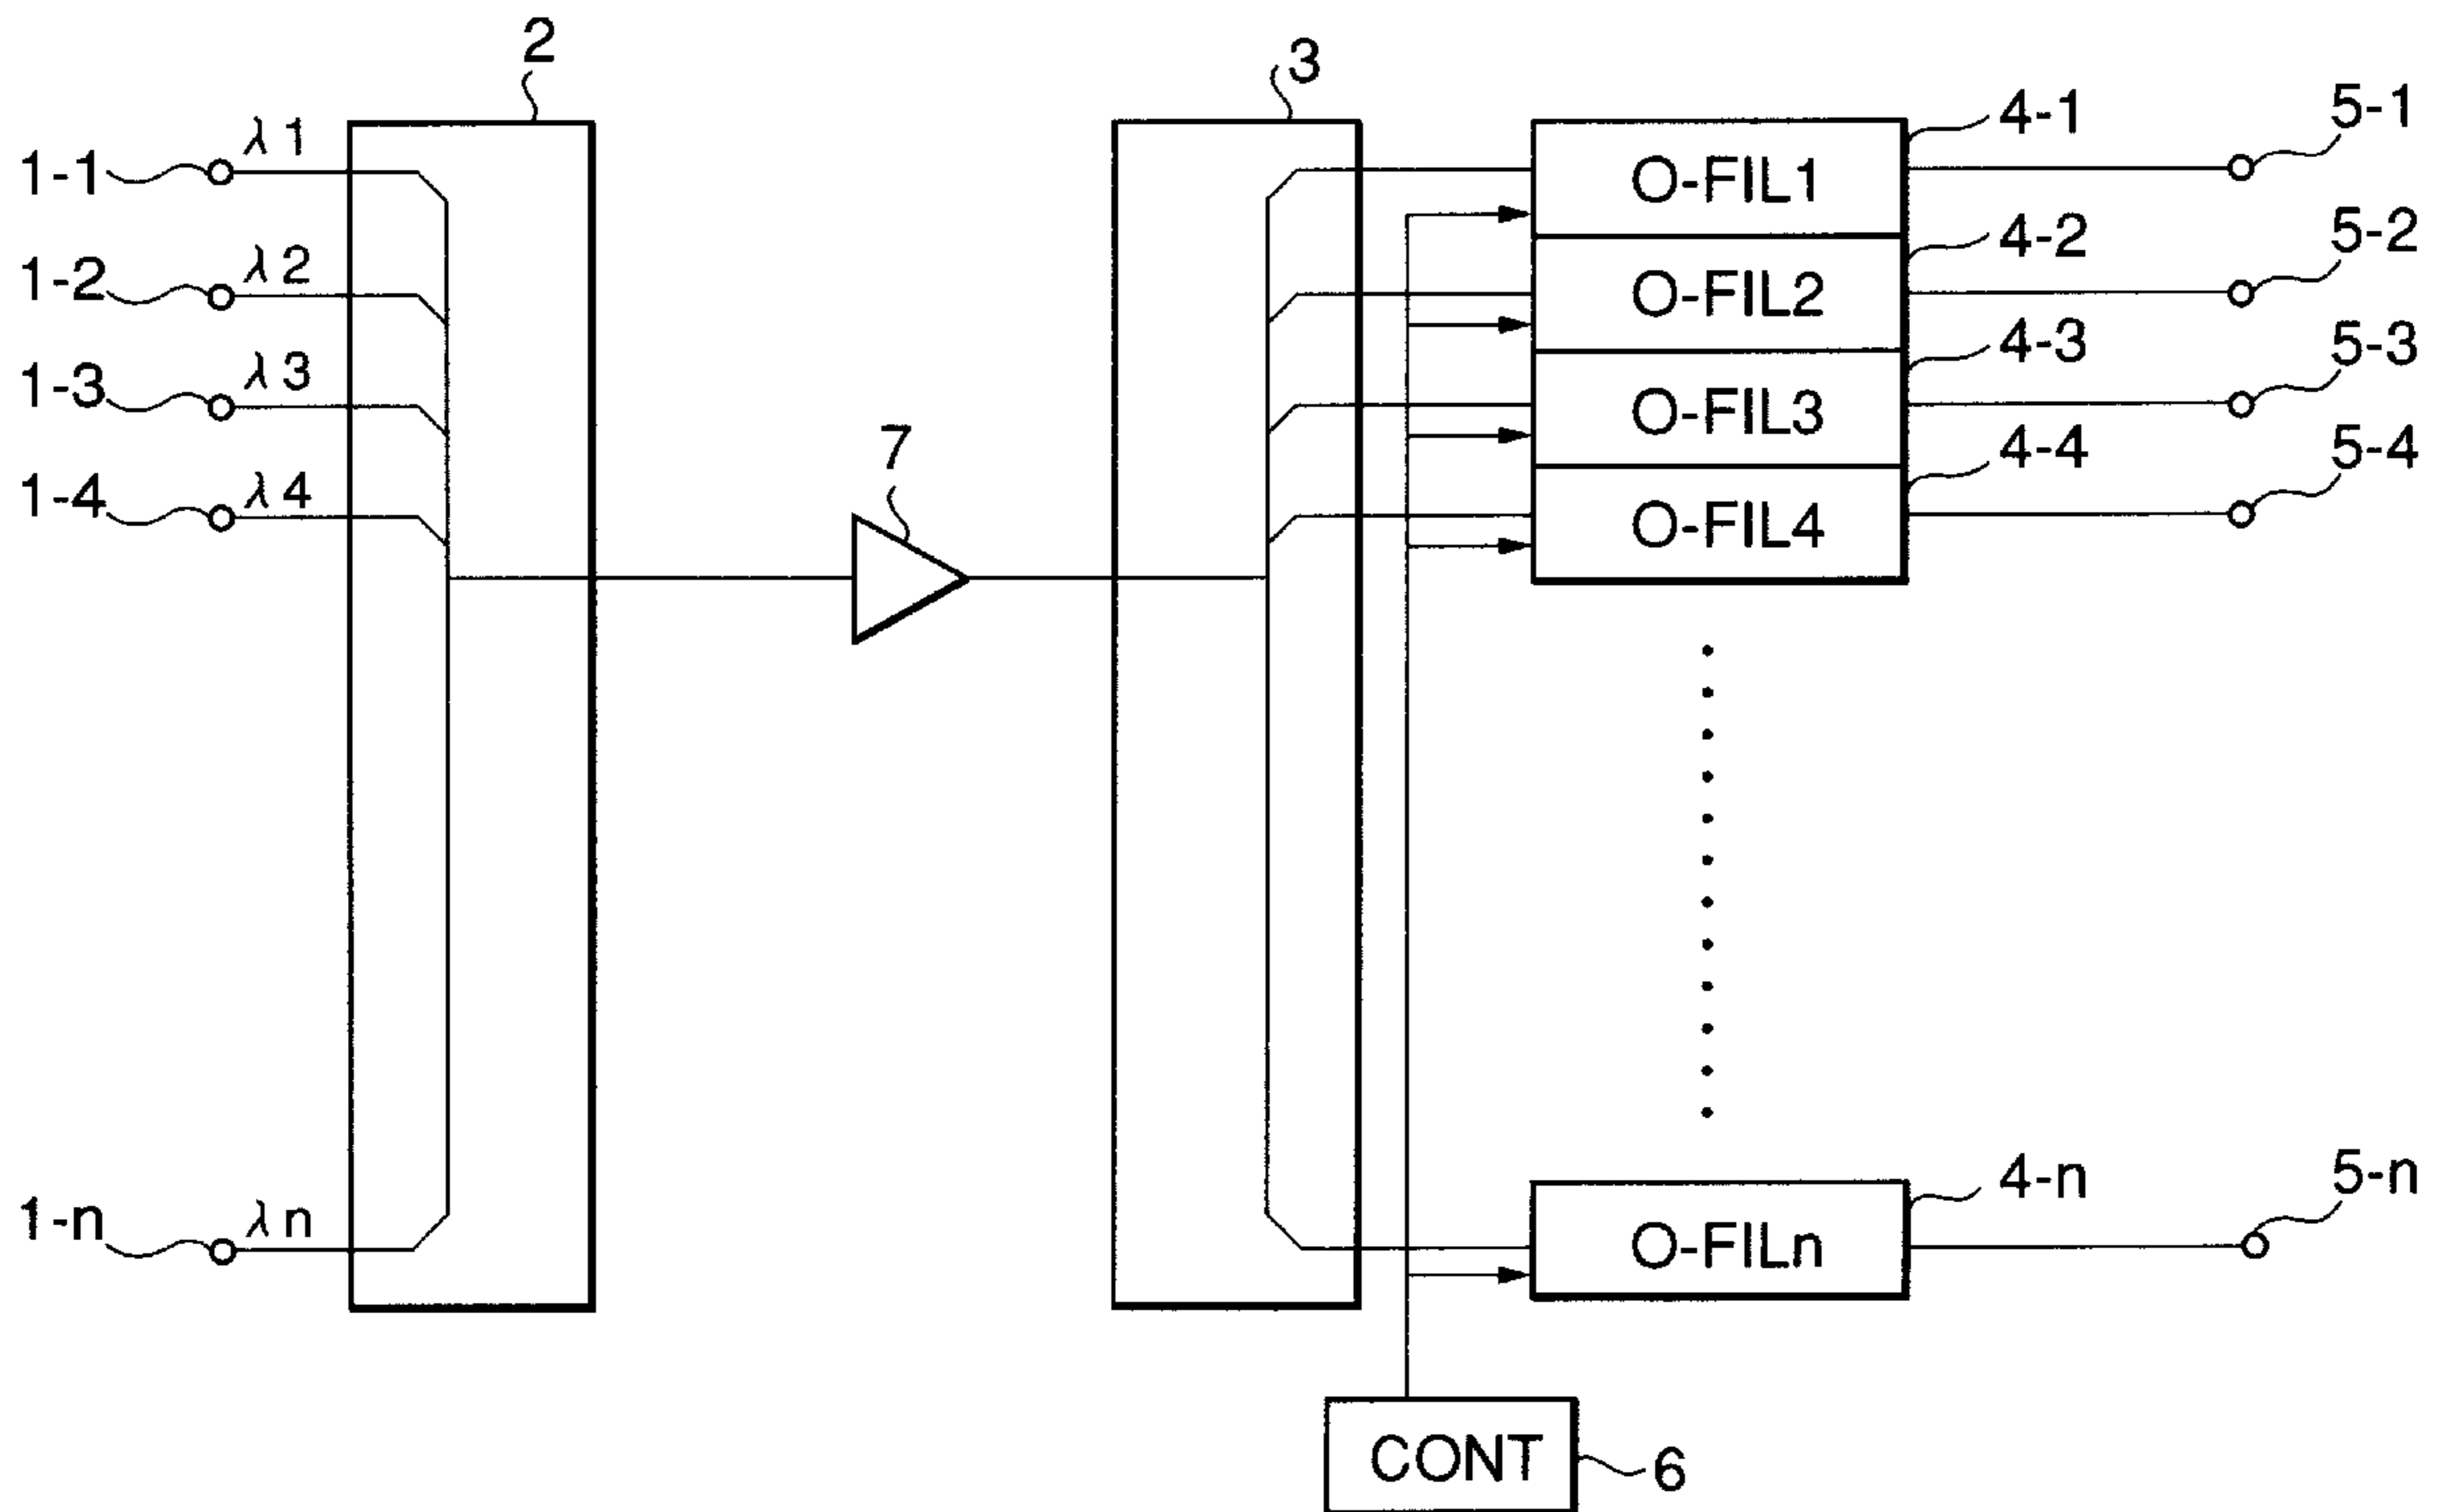 2
3
1-1
λ1
O-FIL1
4-1
5-1
1-2
λ2
O-FIL2
4-2
5-2
1-3
λ3
O-FIL3
4-3
5-3
1-4
λ4
7
O-FIL4
4-4
5-4
1-n
λn
O-FILn
4-n
5-n
CONT
6